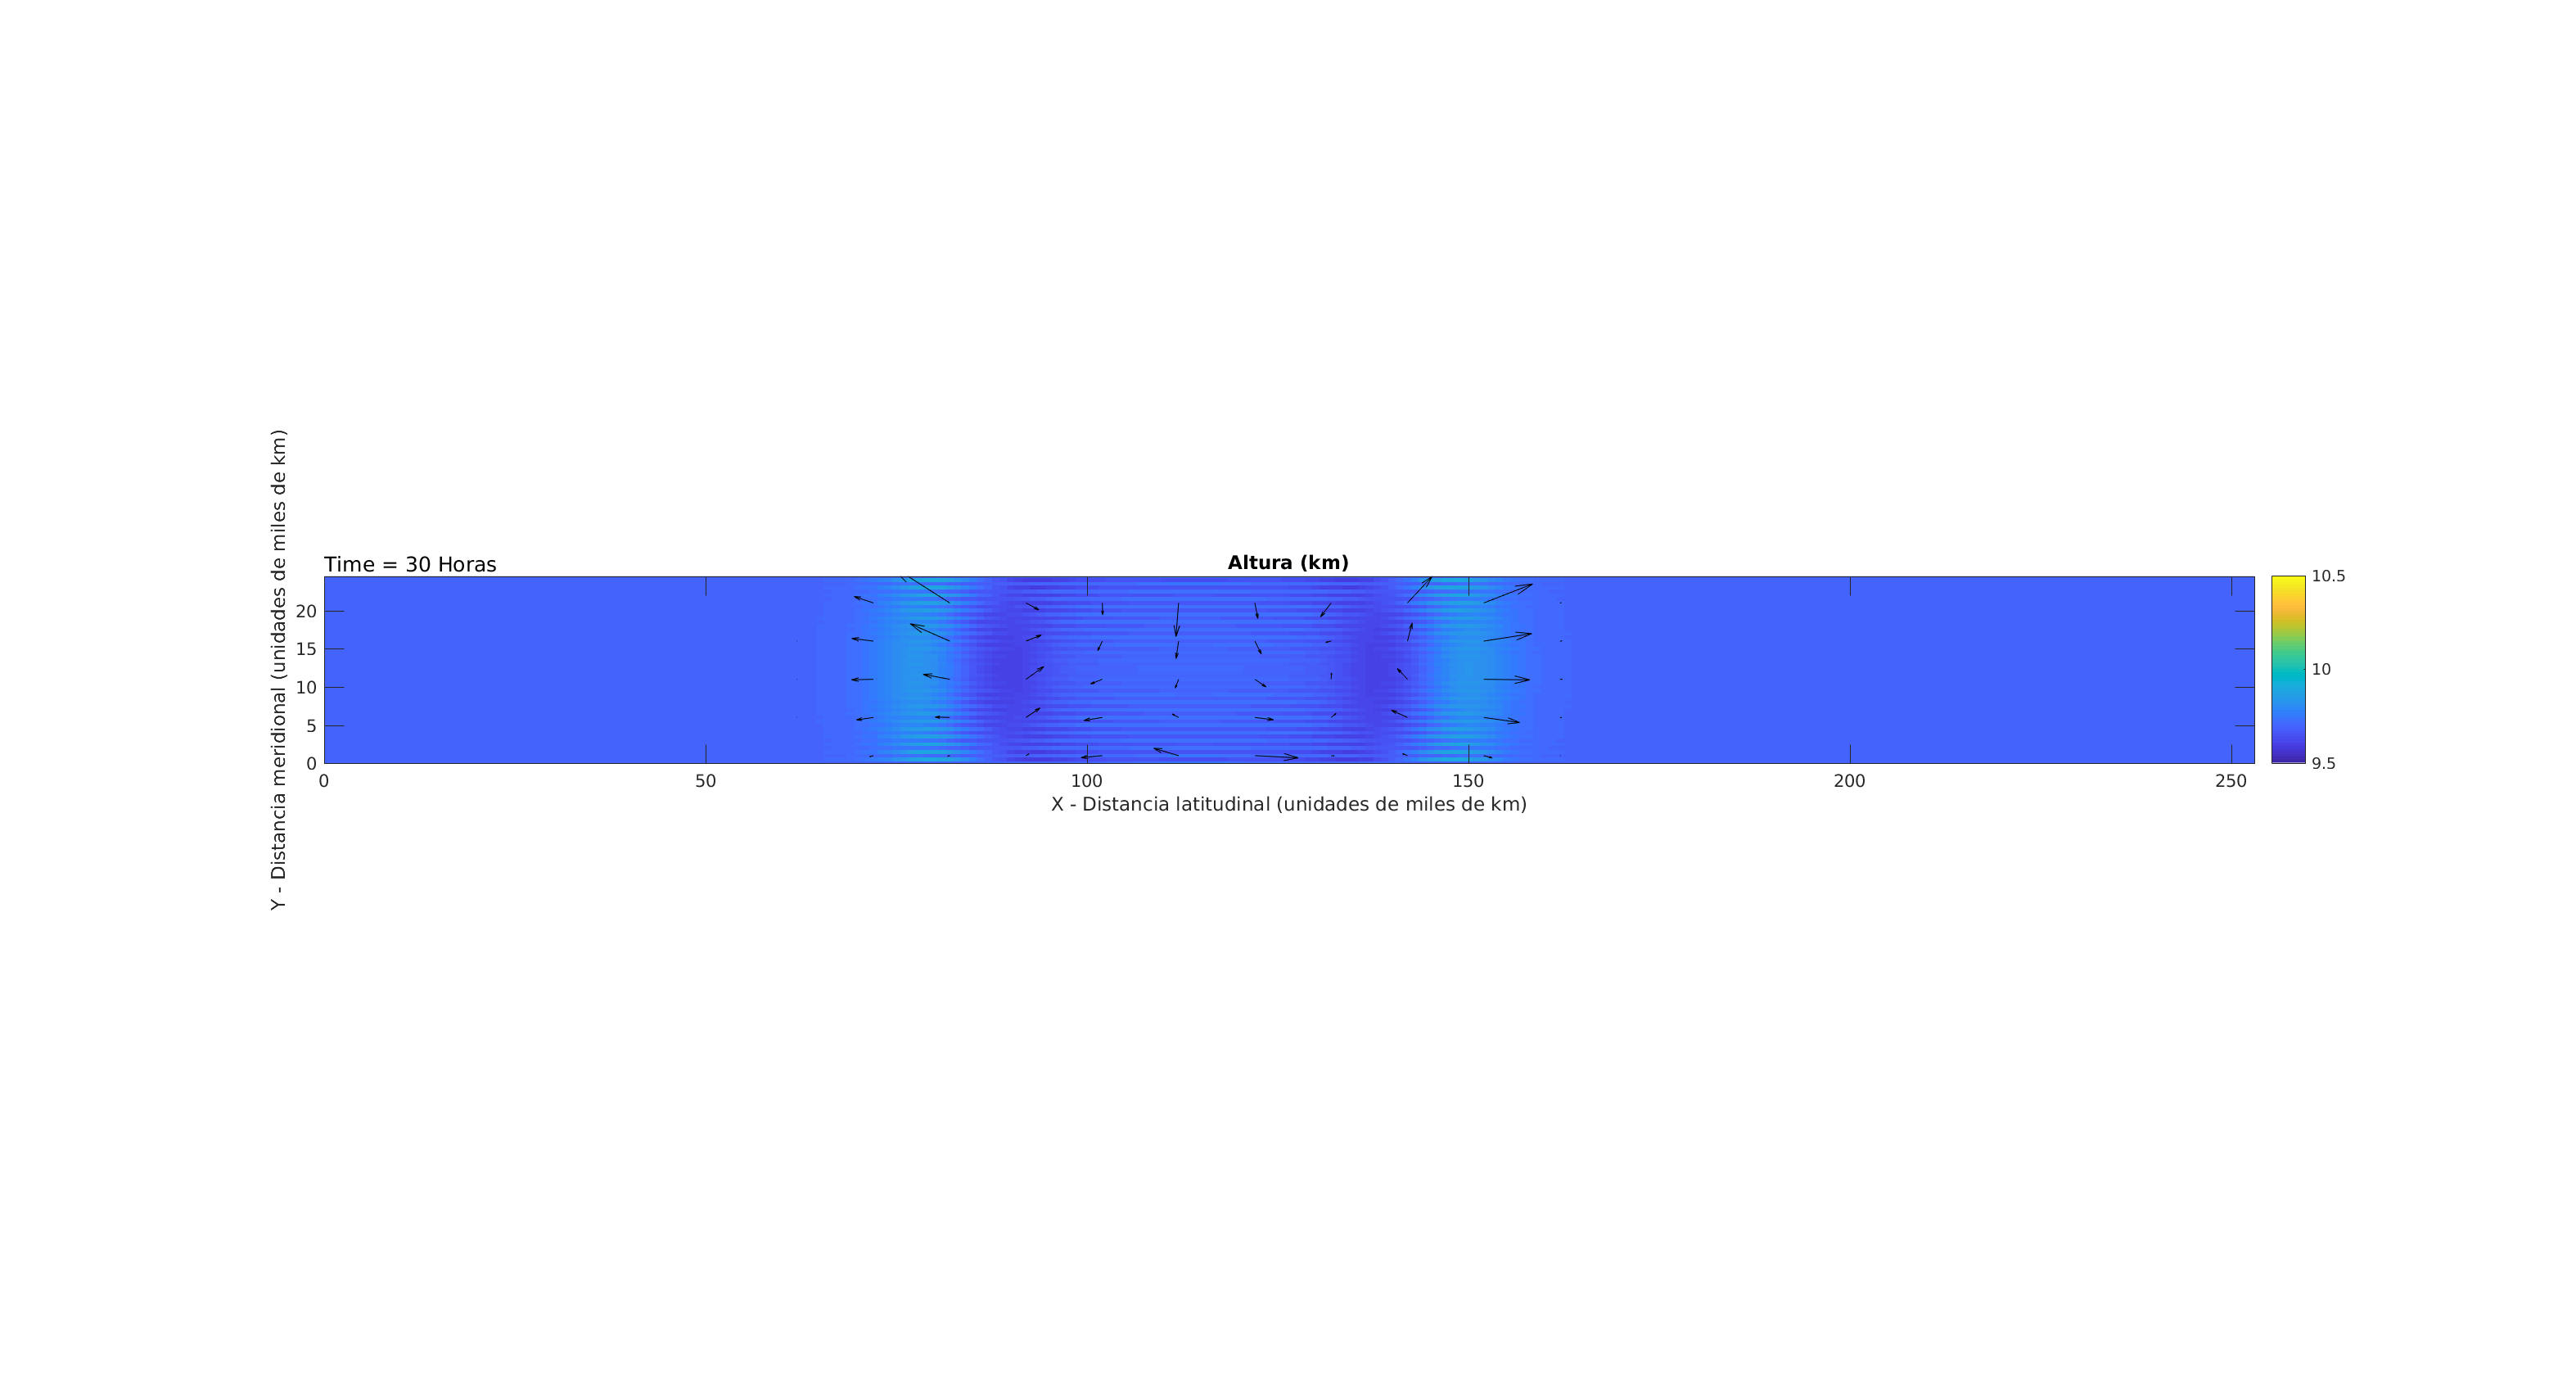 Time = 30 Horas
Altura (km)
Y - Distancia meridional (unidades de miles de km)
20
15
10
5
0
0 50 100 150 200 250
X - Distancia latitudinal (unidades de miles de km)
10.5
10
9.5